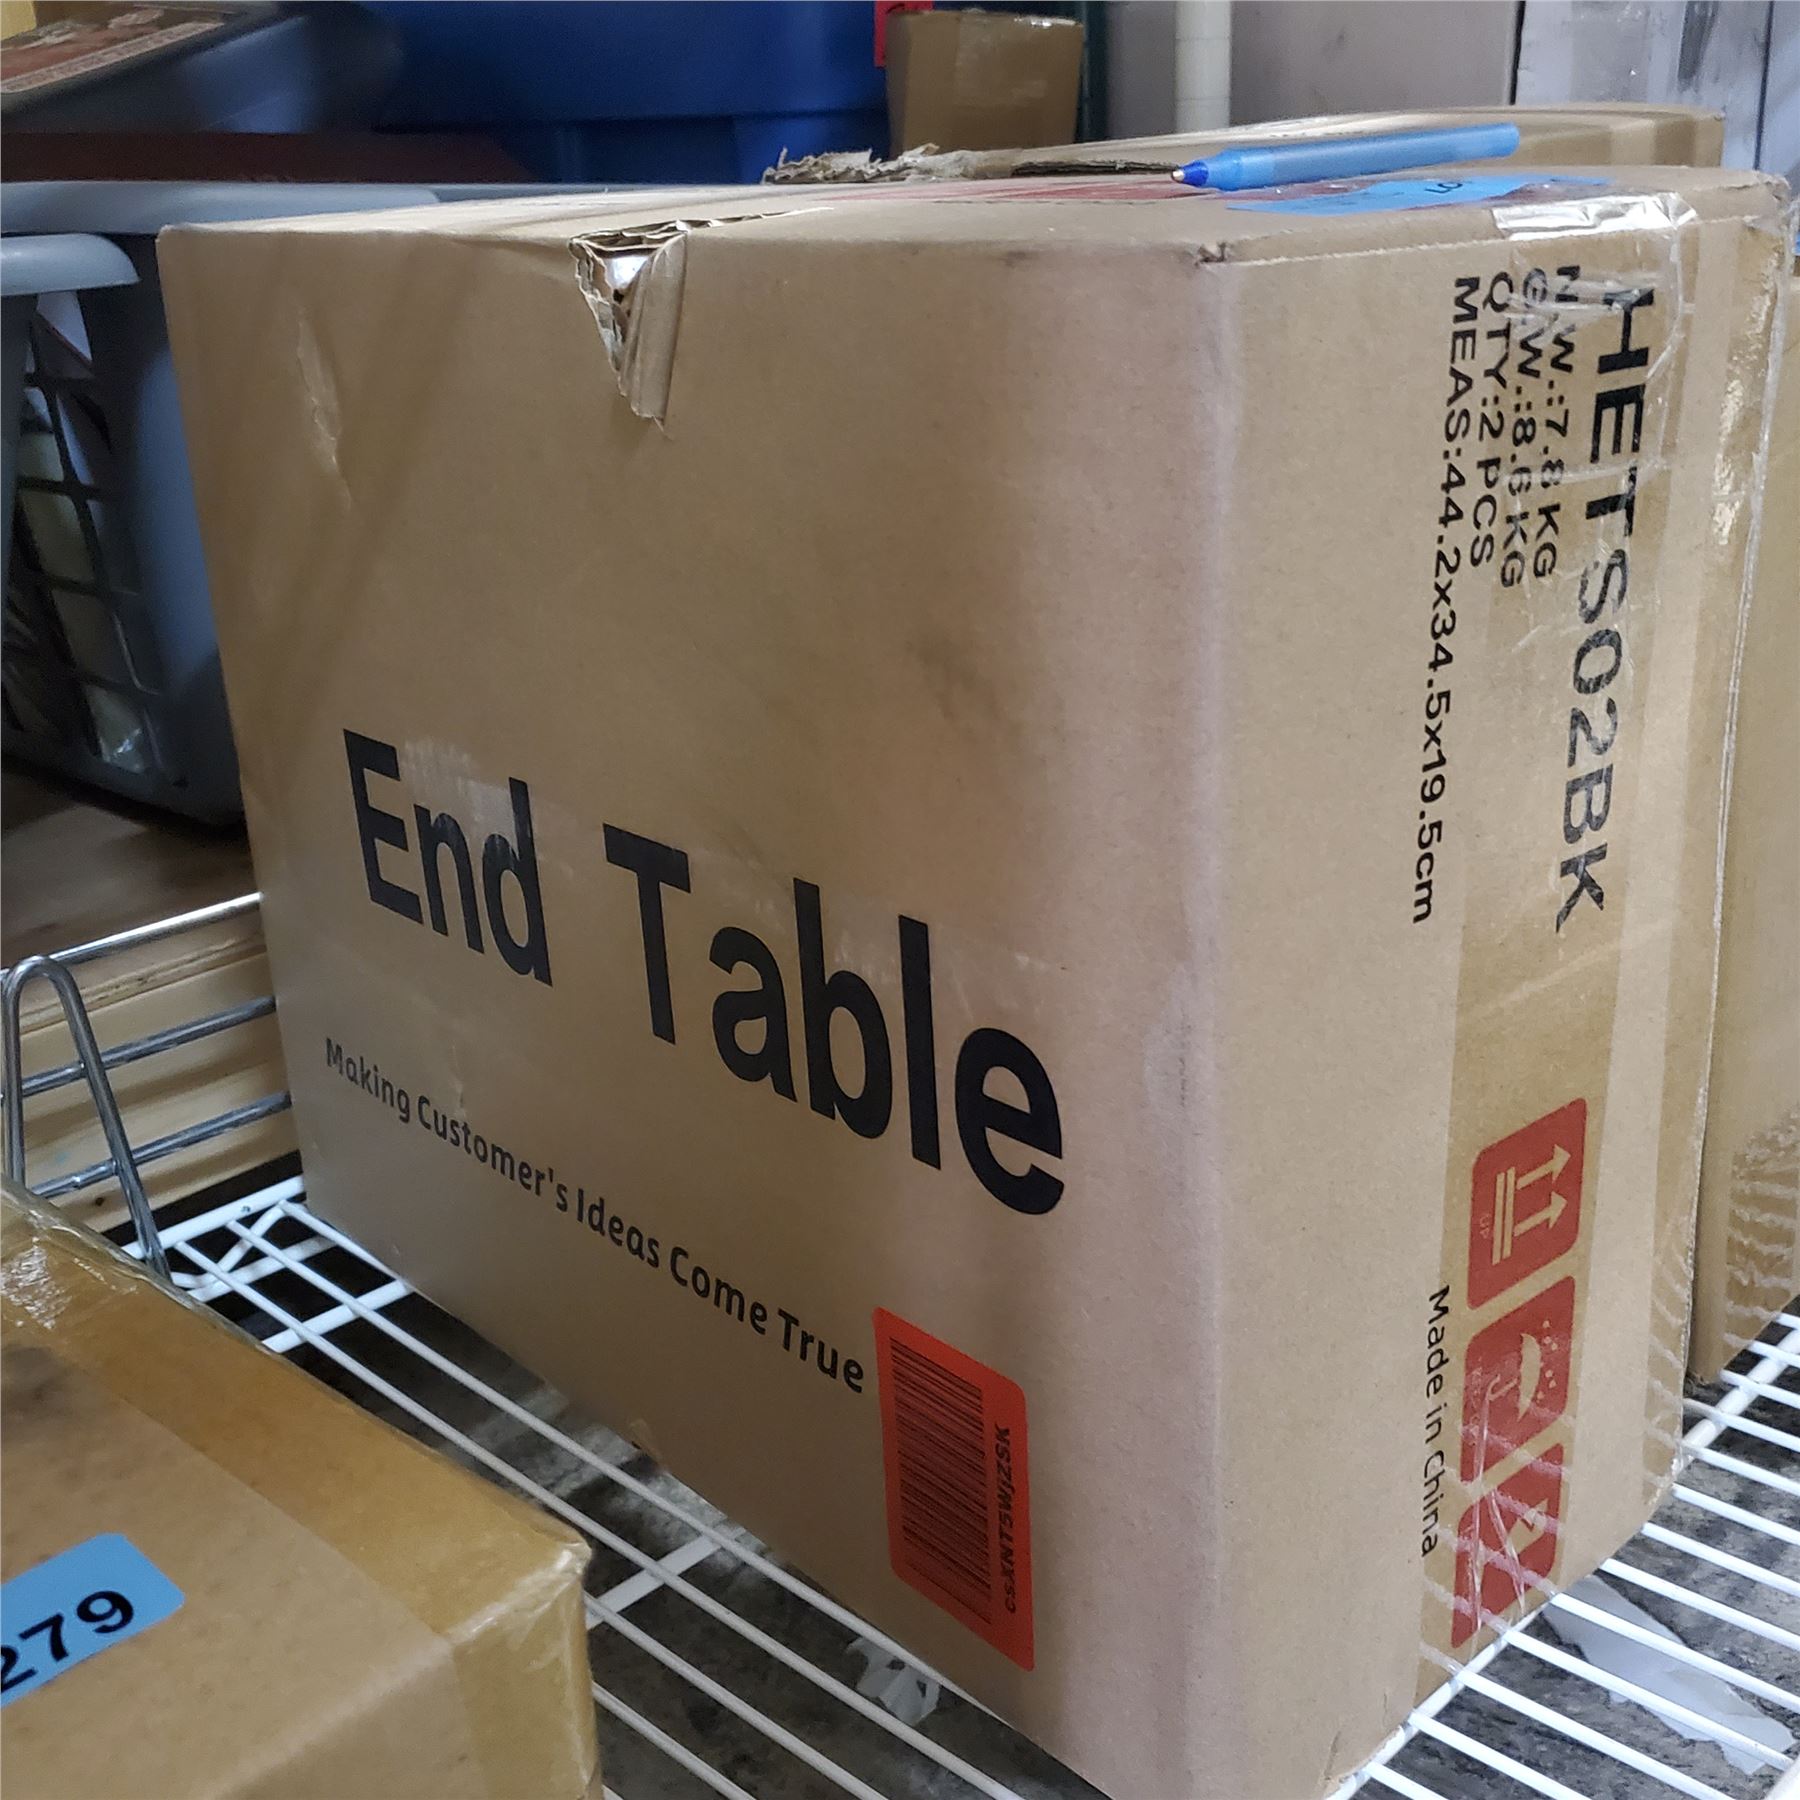 End Table
Making Customer's Ideas Come True
HETS02BK
N.W.:7.8 KG
G.W.:8.6 KG
QTY:2 PCS
MEAS:44.2x34.5x19.5cm
UP
Made in China
279